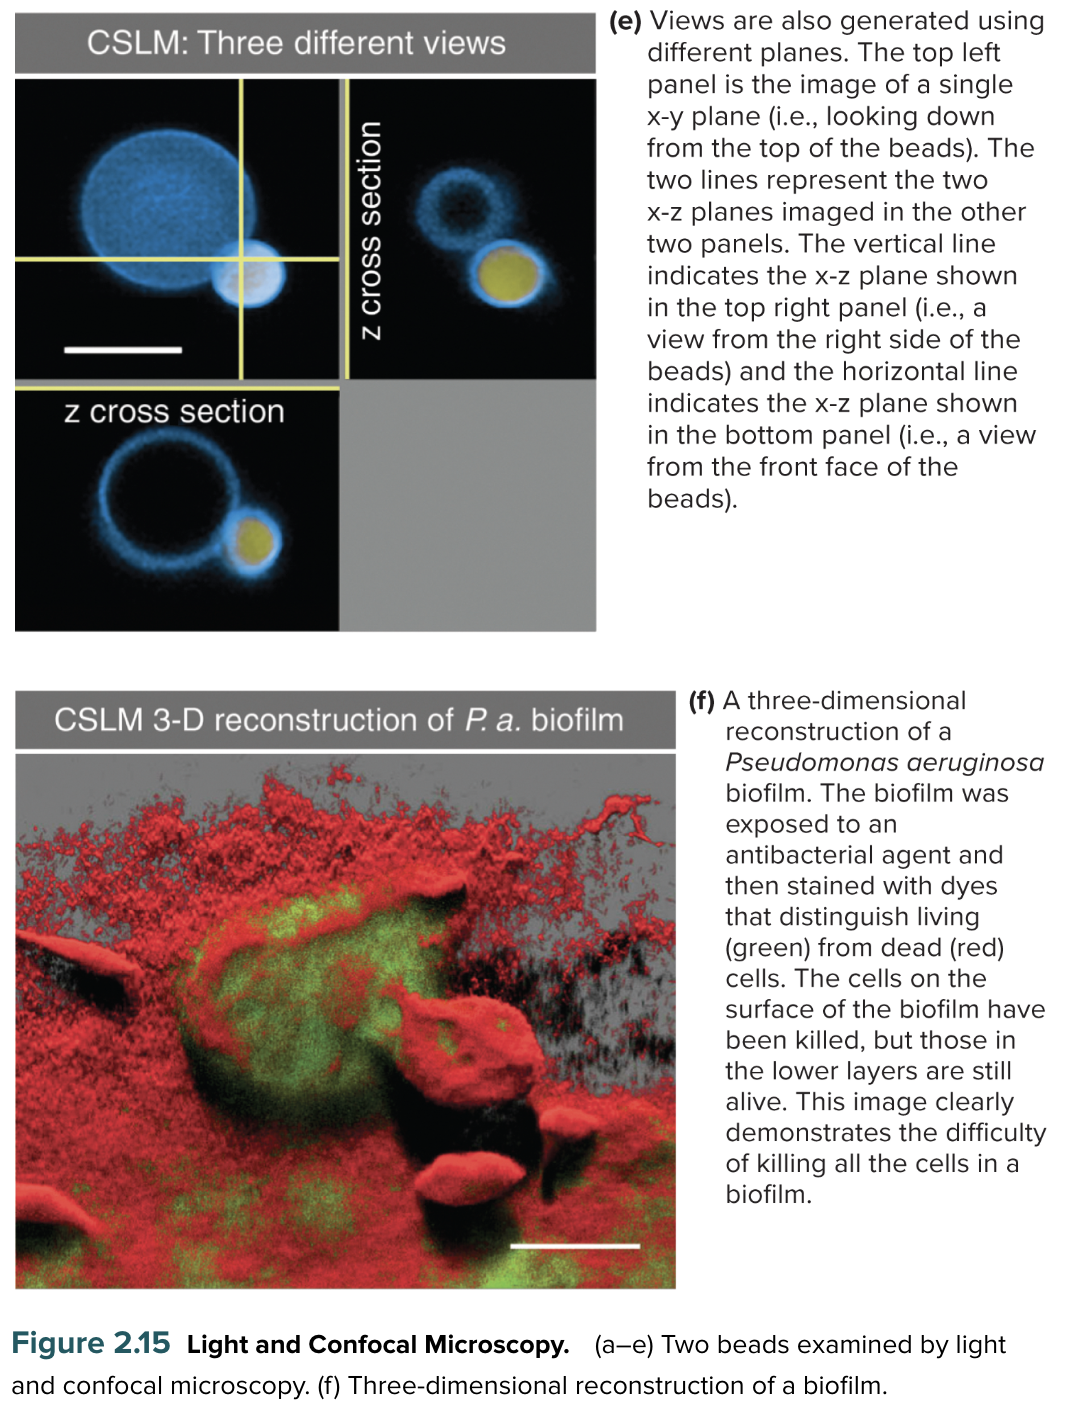 CSLM: Three different views
z cross section
z cross section
(e) Views are also generated using
different planes. The top left
panel is the image of a single
x-y plane (i.e., looking down
from the top of the beads). The
two lines represent the two
x-z planes imaged in the other
two panels. The vertical line
indicates the x-z plane shown
in the top right panel (i.e., a
view from the right side of the
beads) and the horizontal line
indicates the x-z plane shown
in the bottom panel (i.e., a view
from the front face of the
beads).
CSLM 3-D reconstruction of P. a. biofilm
(f) A three-dimensional
reconstruction of a
Pseudomonas aeruginosa
biofilm. The biofilm was
exposed to an
antibacterial agent and
then stained with dyes
that distinguish living
(green) from dead (red)
cells. The cells on the
surface of the biofilm have
been killed, but those in
the lower layers are still
alive. This image clearly
demonstrates the difficulty
of killing all the cells in a
biofilm.
Figure 2.15 Light and Confocal Microscopy. (a–e) Two beads examined by light
and confocal microscopy. (f) Three-dimensional reconstruction of a biofilm.